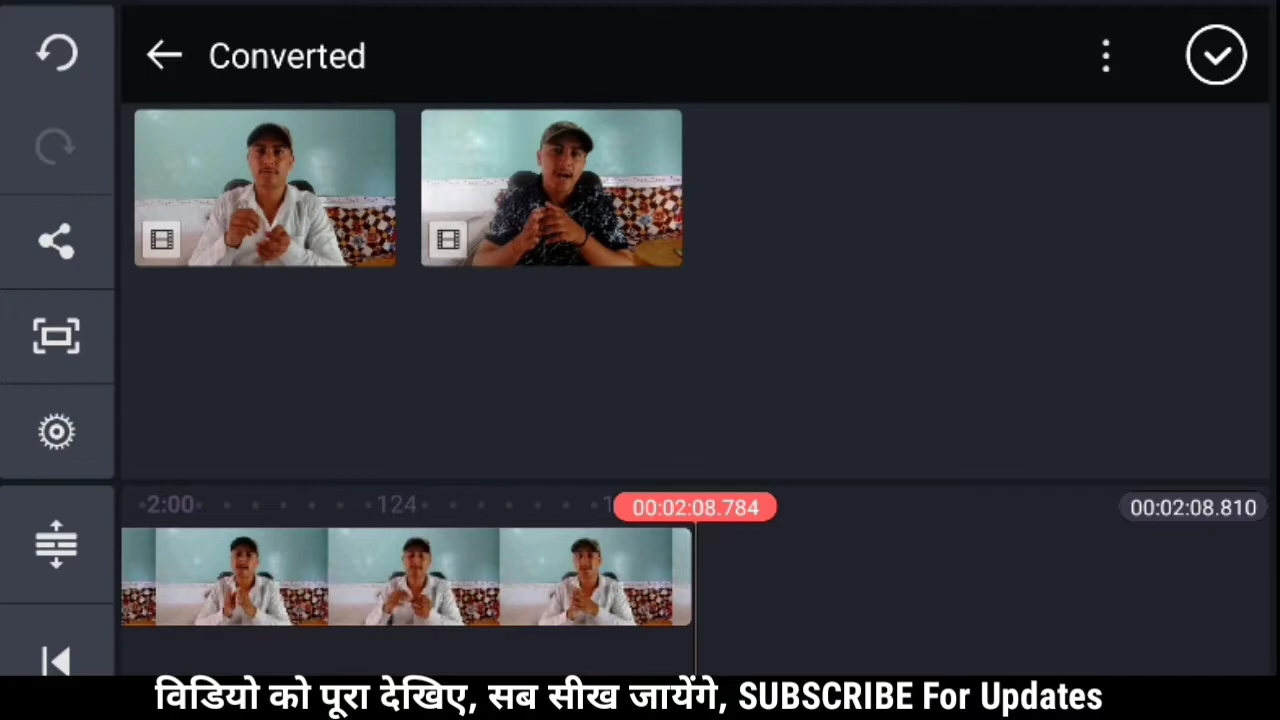 Converted
2:00
124
00:02:08.784
00:02:08.810
विडियो को पूरा देखिए, सब सीख जायेंगे, SUBSCRIBE For Updates